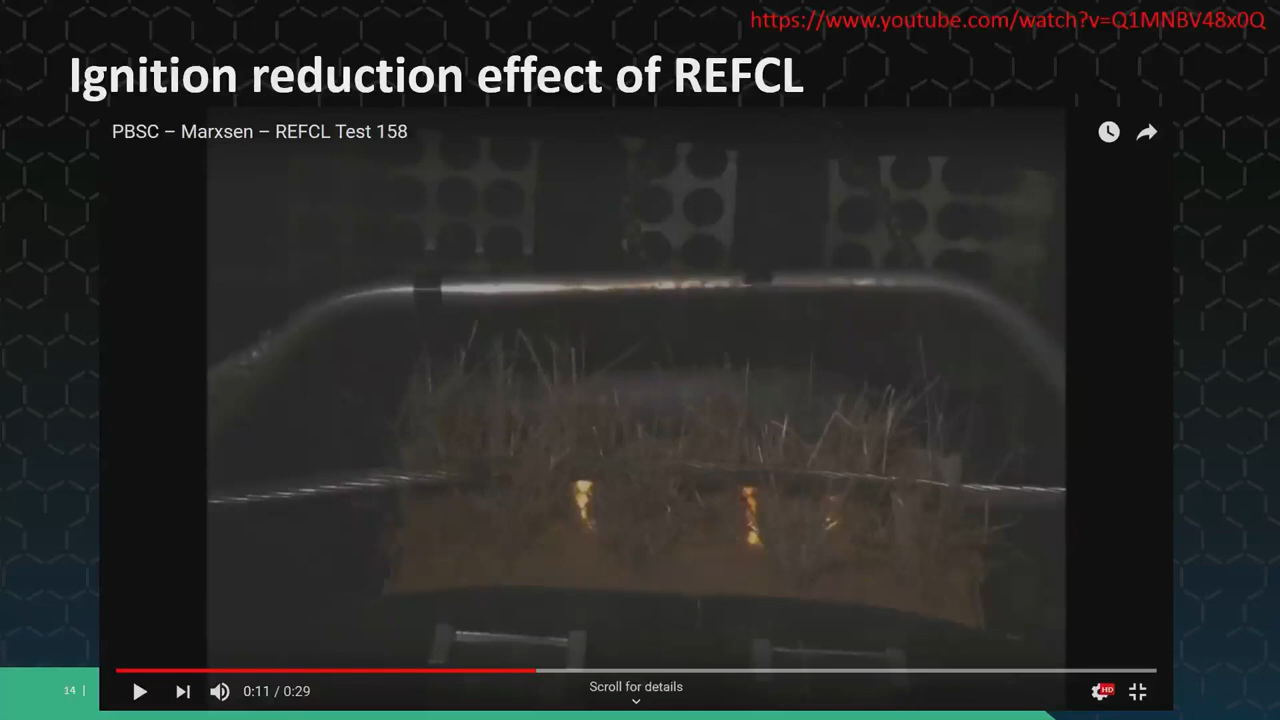 https://www.youtube.com/watch?v=Q1MNBV48x0Q
Ignition reduction effect of REFCL
PBSC – Marxsen – REFCL Test 158
14 |
0:11 / 0:29
Scroll for details
HD